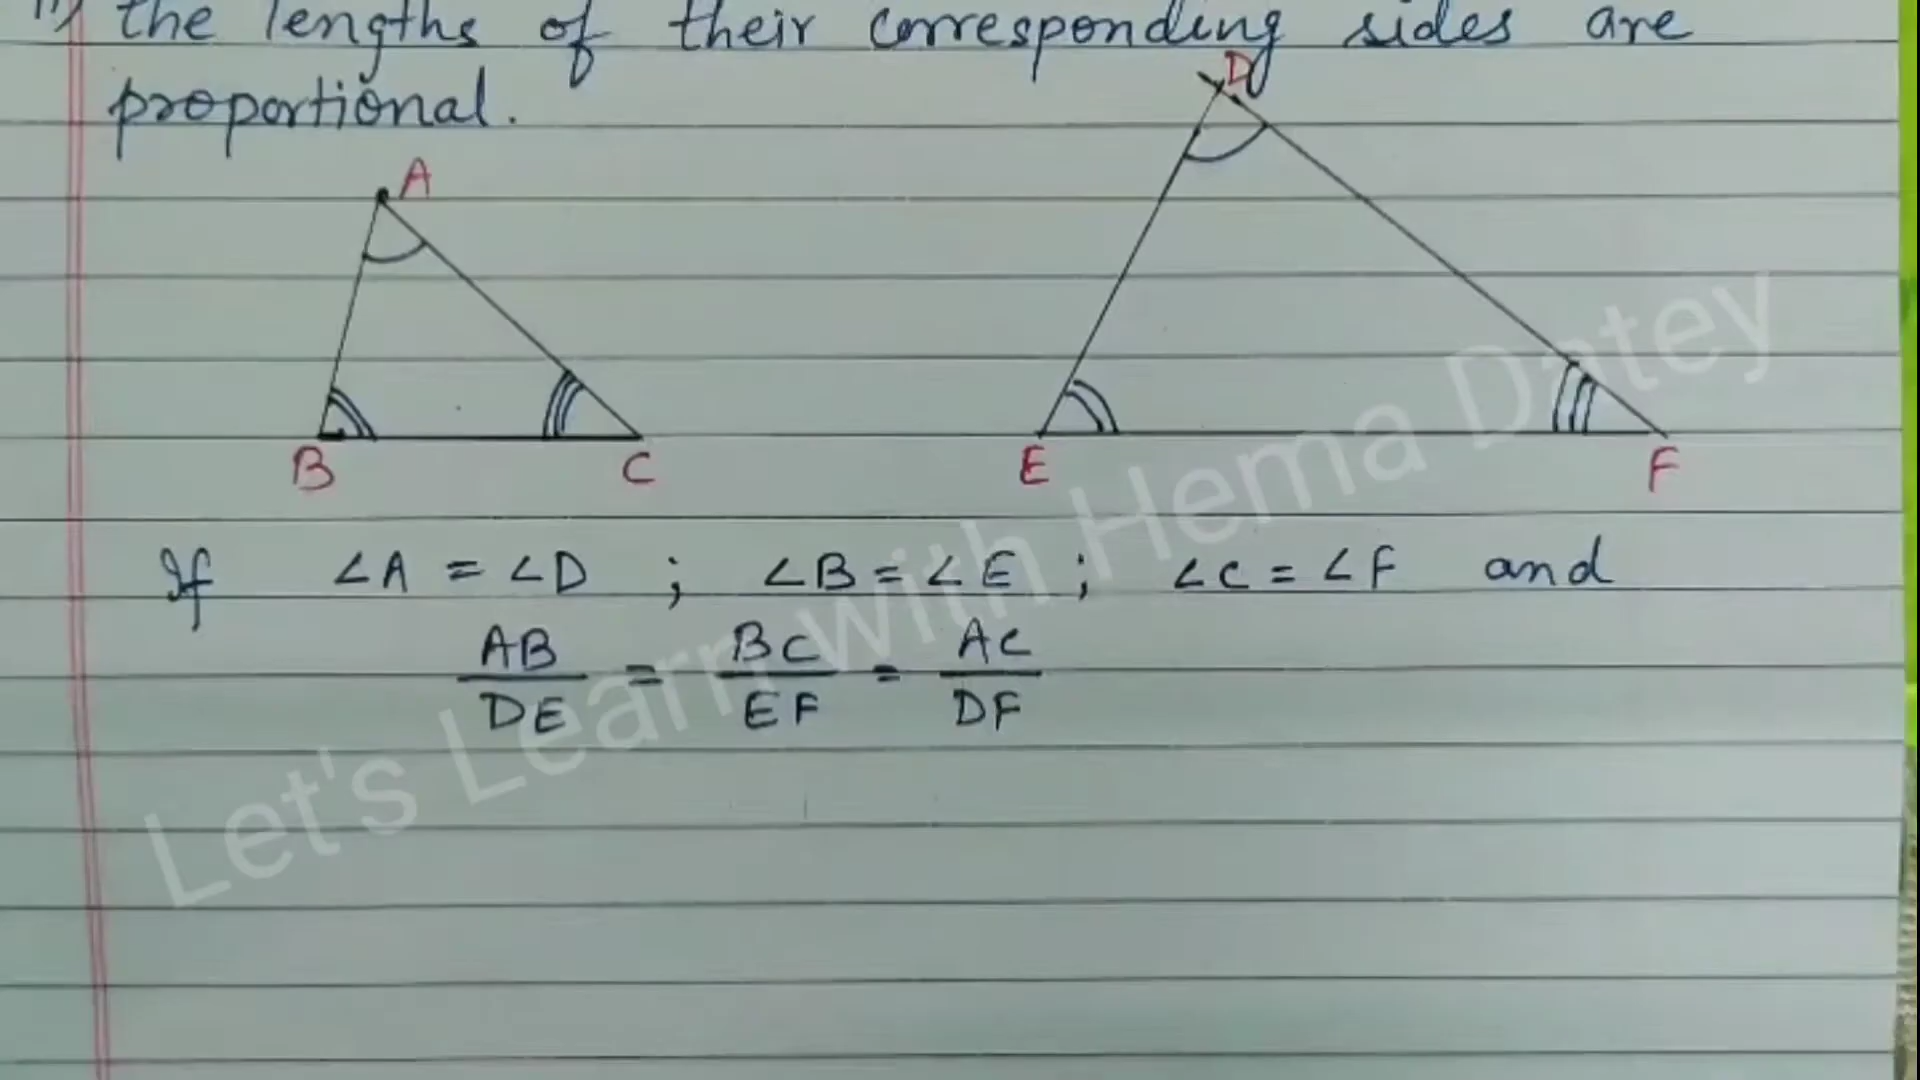 ii) the lengths of their corresponding sides are
proportional.
D
A
B C E F
If ∠A = ∠D ; ∠B = ∠E ; ∠C = ∠F and
AB/DE = BC/EF = AC/DF
Let's Learn with Hema Datey